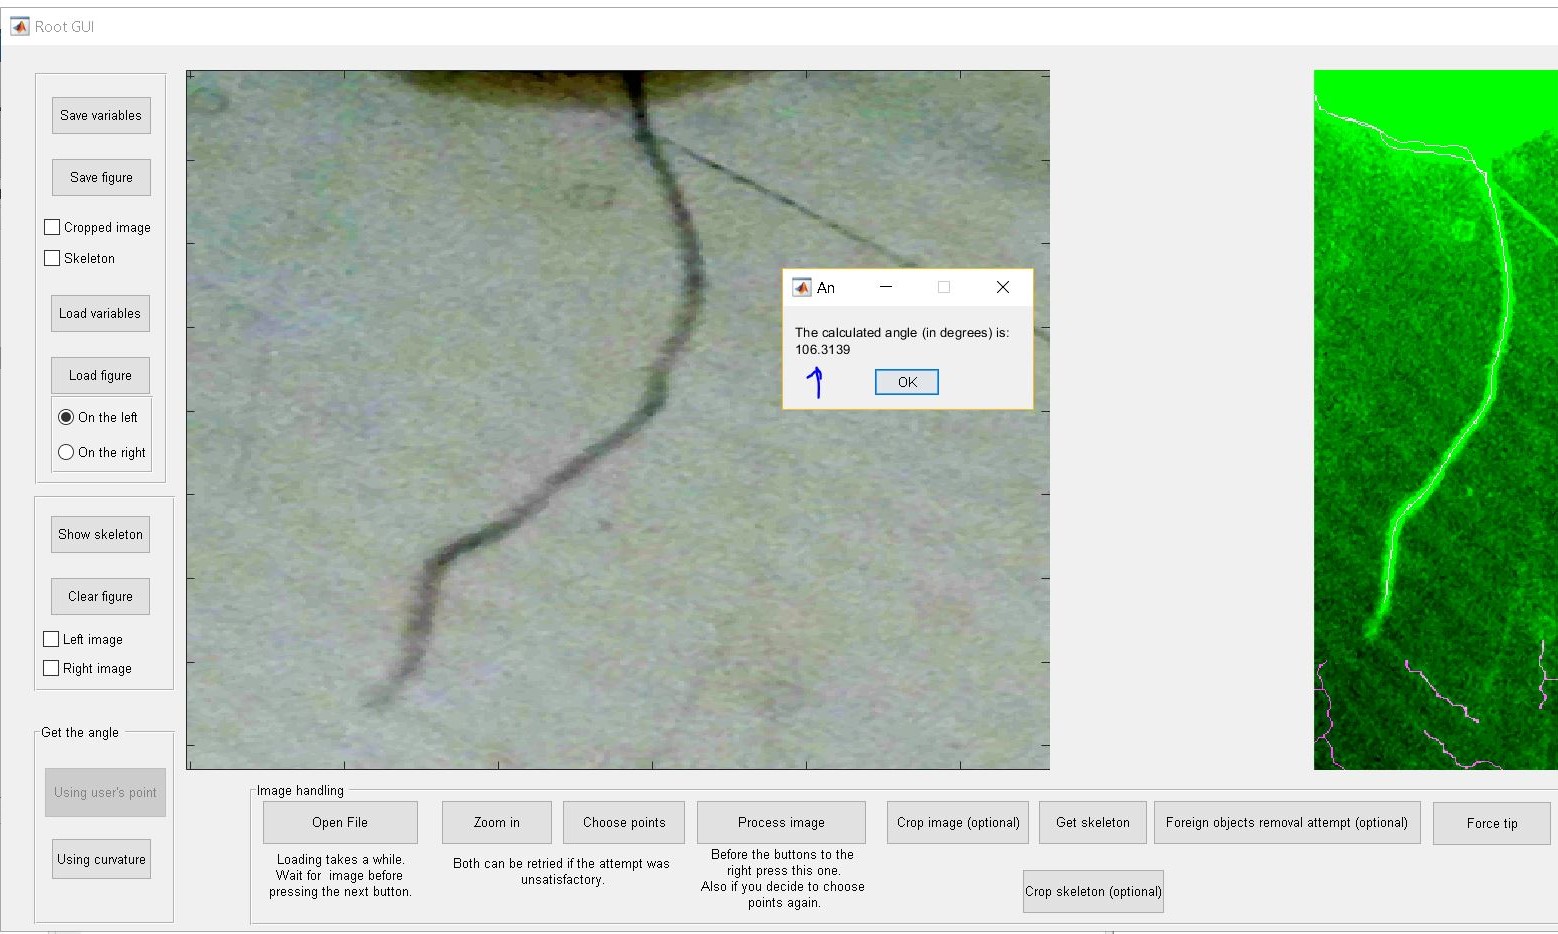 Root GUI
Save variables
Save figure
Cropped image
Skeleton
Load variables
Load figure
On the left
On the right
Show skeleton
Clear figure
Left image
Right image
Get the angle
Using user's point
Using curvature
An
The calculated angle (in degrees) is:
106.3139
OK
Image handling
Open File
Zoom in
Choose points
Process image
Crop image (optional)
Get skeleton
Foreign objects removal attempt (optional)
Force tip
Loading takes a while.
Wait for  image before
pressing the next button.
Both can be retried if the attempt was
unsatisfactory.
Before the buttons to the
right press this one.
Also if you decide to choose
points again.
Crop skeleton (optional)